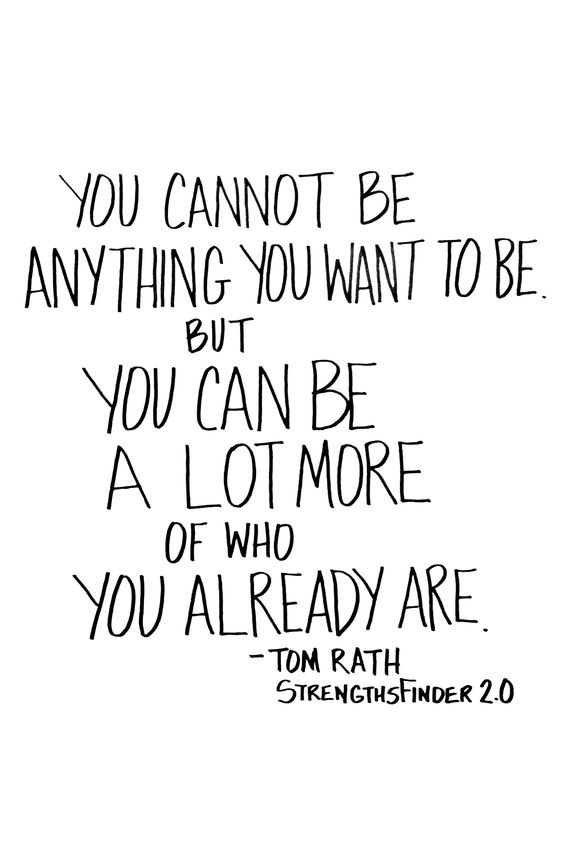 YOU CANNOT BE
ANYTHING YOU WANT TO BE.
BUT
YOU CAN BE
A LOT MORE
OF WHO
YOU ALREADY ARE.
- TOM RATH
STRENGTHSFINDER 2.0